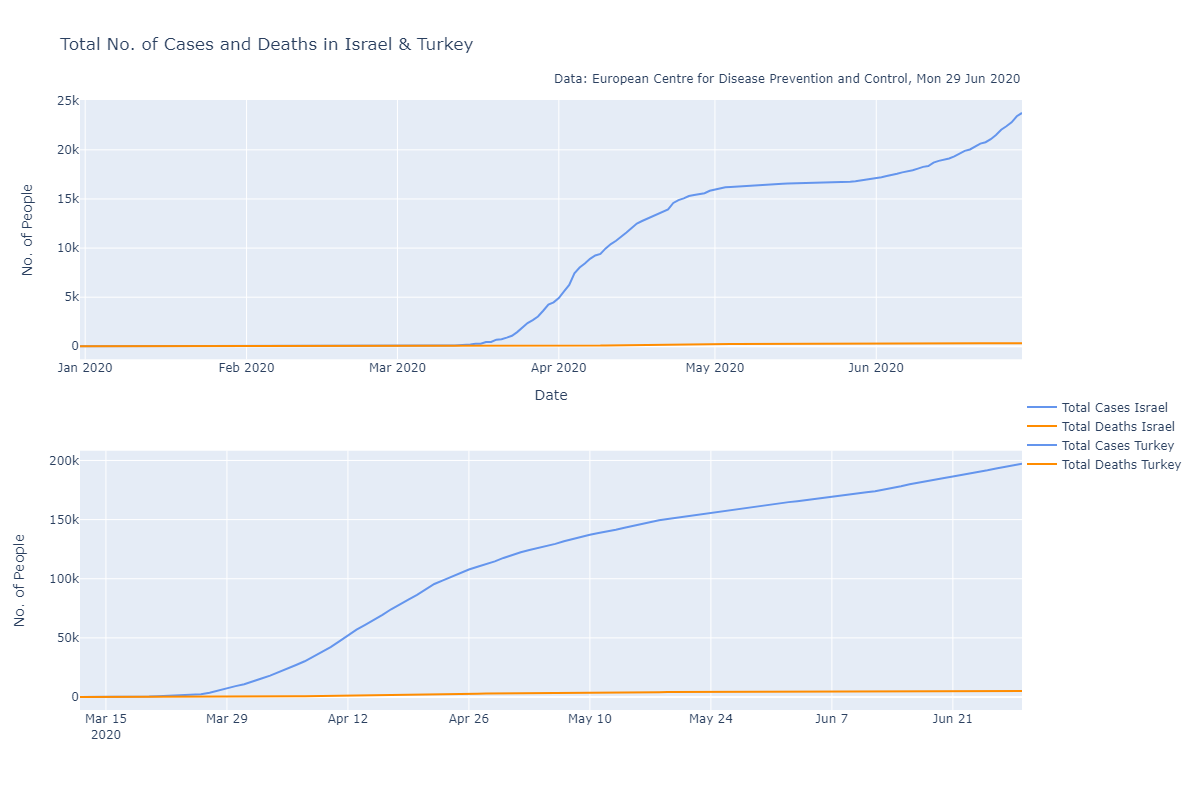 Total No. of Cases and Deaths in Israel & Turkey
Data: European Centre for Disease Prevention and Control, Mon 29 Jun 2020
25k
20k
15k
10k
5k
0
No. of People
Jan 2020 Feb 2020 Mar 2020 Apr 2020 May 2020 Jun 2020
Date
Total Cases Israel
Total Deaths Israel
Total Cases Turkey
Total Deaths Turkey
200k
150k
100k
50k
0
No. of People
Mar 15 Mar 29 Apr 12 Apr 26 May 10 May 24 Jun 7 Jun 21
2020